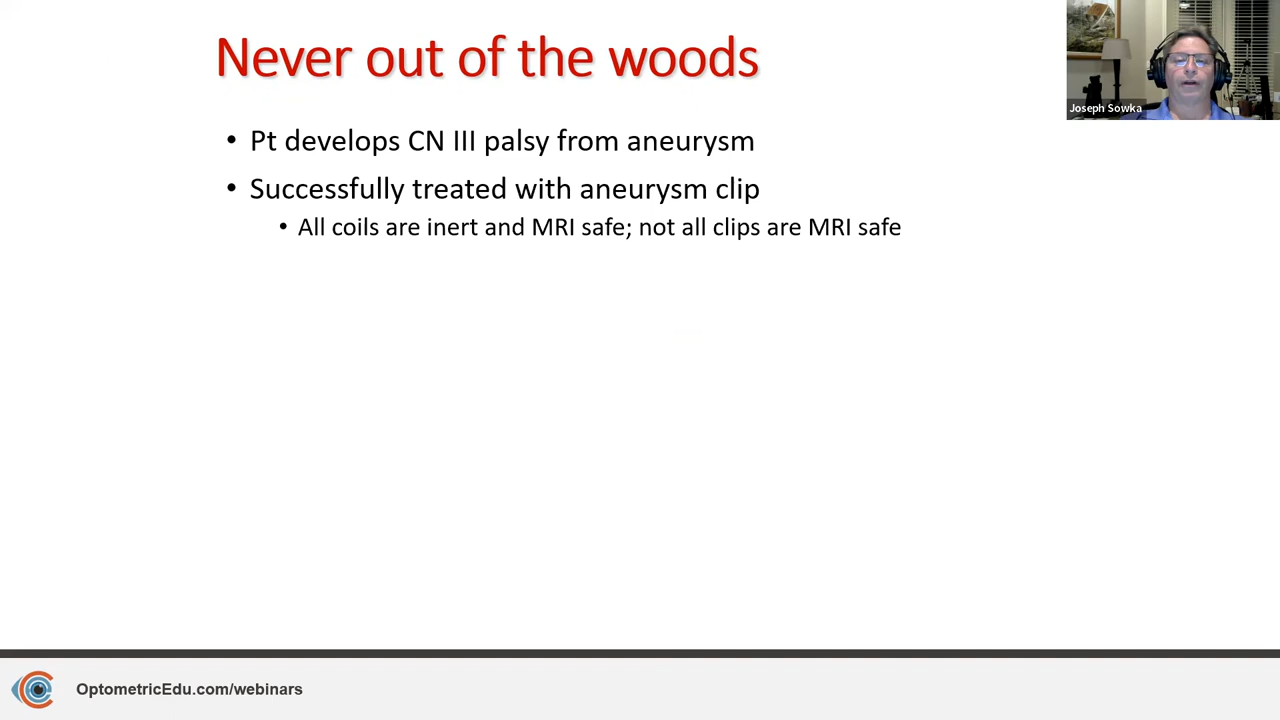 Never out of the woods
Joseph Sowka
• Pt develops CN III palsy from aneurysm
• Successfully treated with aneurysm clip
• All coils are inert and MRI safe; not all clips are MRI safe
OptometricEdu.com/webinars